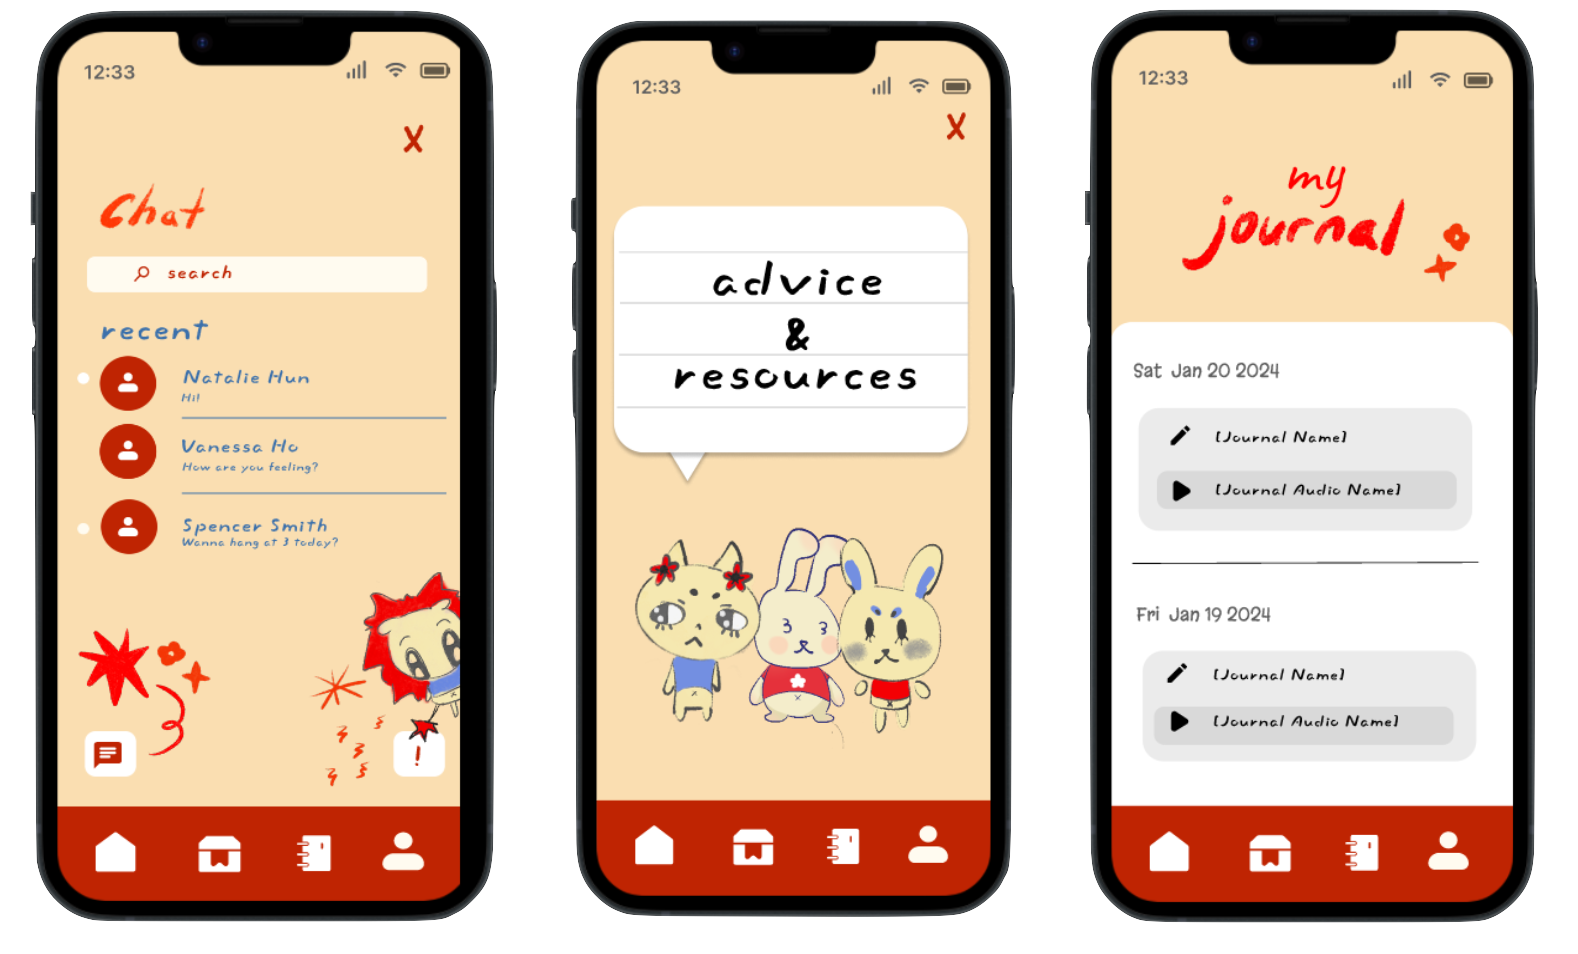 12:33
X
Chat
search
recent
Natalie Hun
Hi!
Vanessa Ho
How are you feeling?
Spencer Smith
Wanna hang at 3 today?
!
12:33
X
advice
&
resources
12:33
my
journal
Sat Jan 20 2024
[Journal Name]
[Journal Audio Name]
Fri Jan 19 2024
[Journal Name]
[Journal Audio Name]